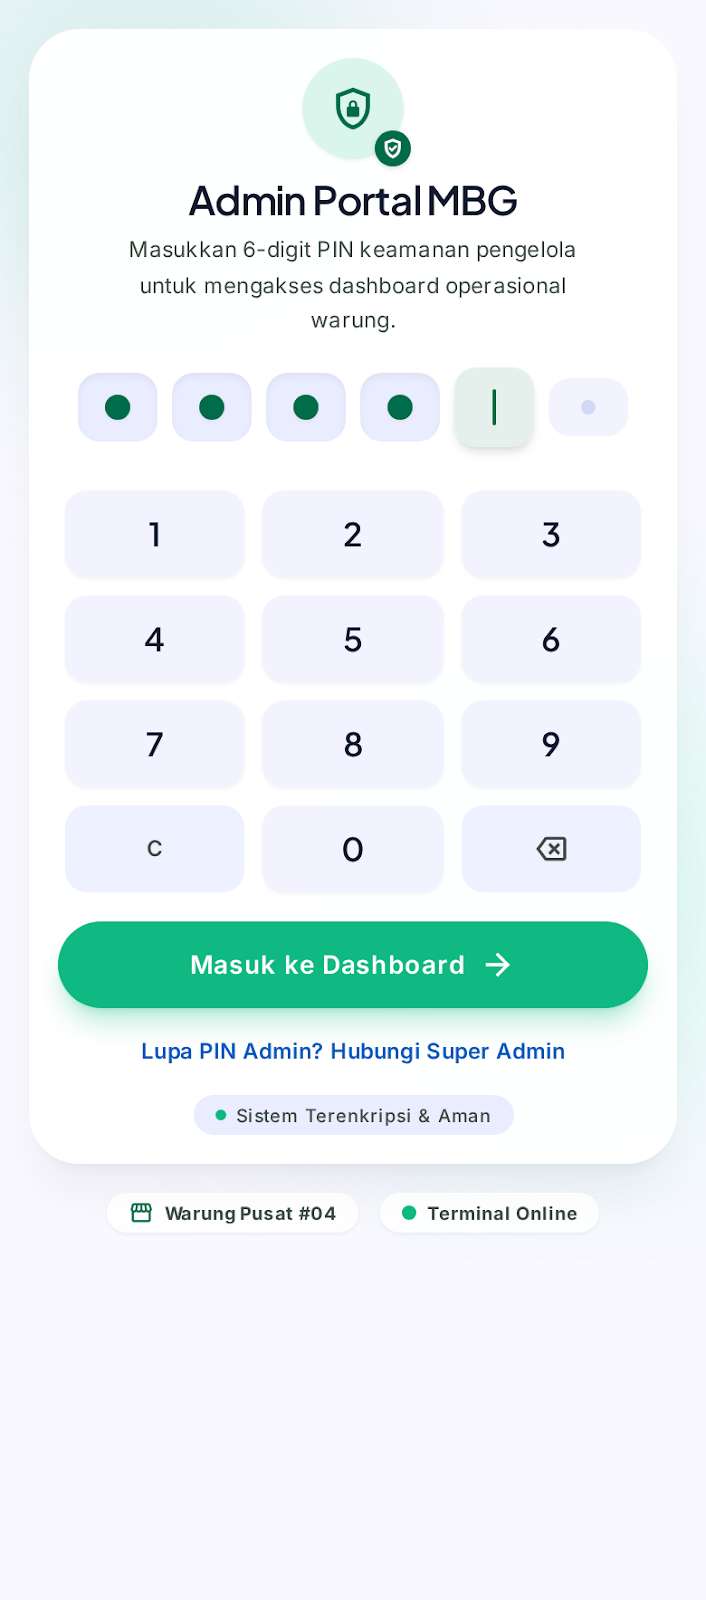 Admin Portal MBG
Masukkan 6-digit PIN keamanan pengelola
untuk mengakses dashboard operasional
warung.
1 2 3
4 5 6
7 8 9
C 0
Masuk ke Dashboard
Lupa PIN Admin? Hubungi Super Admin
Sistem Terenkripsi & Aman
Warung Pusat #04 Terminal Online